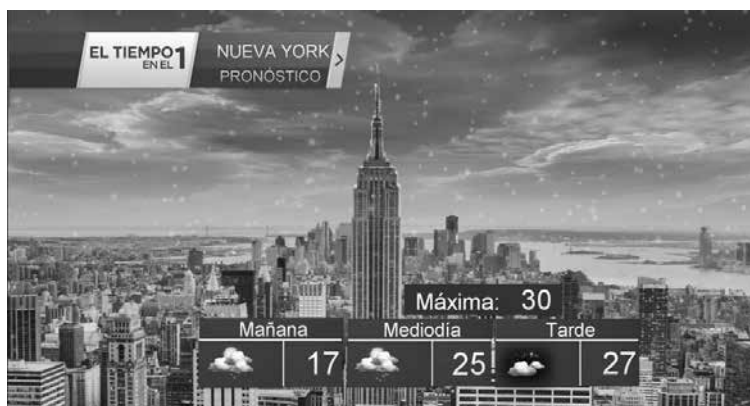 EL TIEMPO 1
EN EL
NUEVA YORK
PRONÓSTICO
Máxima: 30
Mañana Mediodía Tarde
17 25 27